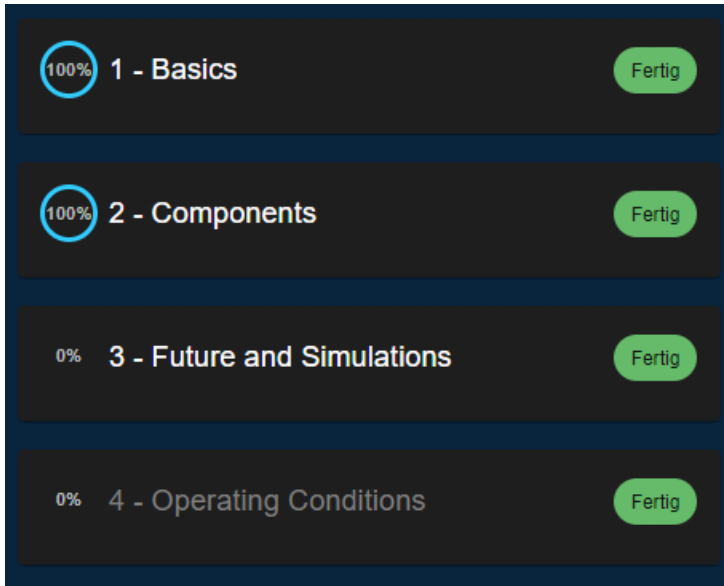 100% 1 - Basics Fertig
100% 2 - Components Fertig
0% 3 - Future and Simulations Fertig
0% 4 - Operating Conditions Fertig